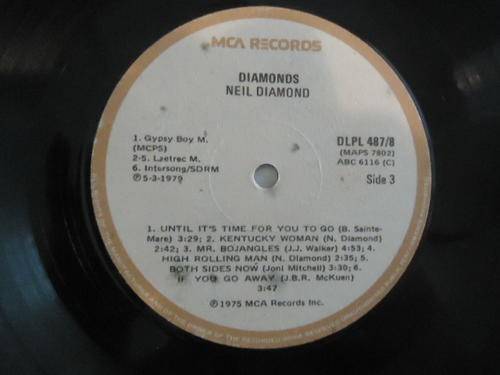 MCA RECORDS
DIAMONDS
NEIL DIAMOND
1. Gypsy Boy M.
(MCPS)
2-5. Laetrec M.
6. Intersong/SDRM
Ⓟ5-3-1979
DLPL 487/8
(MAPS 7802)
ABC 6116 (C)
Side 3
1. UNTIL IT'S TIME FOR YOU TO GO (B. Sainte-
Mare) 3:29; 2. KENTUCKY WOMAN (N. Diamond)
2:42; 3. MR. BOJANGLES (J.J. Walker) 4:53; 4.
HIGH ROLLING MAN (N. Diamond) 2:35; 5.
BOTH SIDES NOW (Joni Mitchell) 3:30; 6.
IF YOU GO AWAY (J.B.R. McKuen)
3:47
Ⓟ©1975 MCA Records Inc.